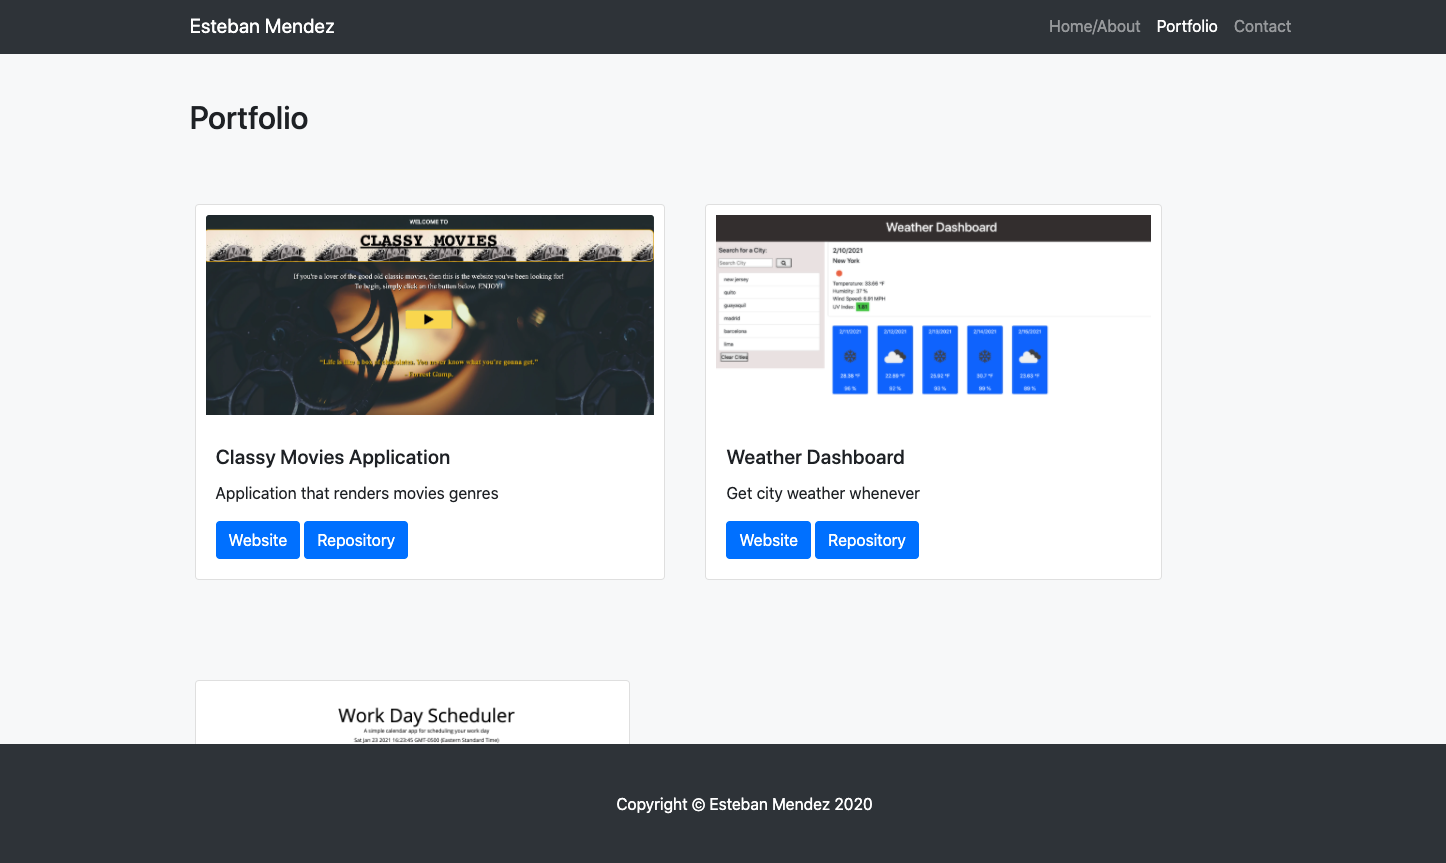 Esteban Mendez
Home/About Portfolio Contact
Portfolio
WELCOME TO
CLASSY MOVIES
If you're a lover of the good old classic movies, then this is the website you've been looking for!
To begin, simply click on the button below. ENJOY!
"Life is like a box of chocolates. You never know what you're gonna get."
- Forrest Gump.
Classy Movies Application
Application that renders movies genres
Website Repository
Weather Dashboard
Search for a City:
Search City
new jersey
quito
guayaquil
madrid
barcelona
lima
Clear Cities
2/10/2021
New York
Temperature: 33.66 °F
Humidity: 37 %
Wind Speed: 6.91 MPH
UV Index: 1.61
2/11/2021 2/12/2021 2/13/2021 2/14/2021 2/15/2021
Weather Dashboard
Get city weather whenever
Website Repository
Work Day Scheduler
A simple calendar app for scheduling your work day
Sat Jan 23 2021 16:23:45 GMT-0500 (Eastern Standard Time)
Copyright © Esteban Mendez 2020